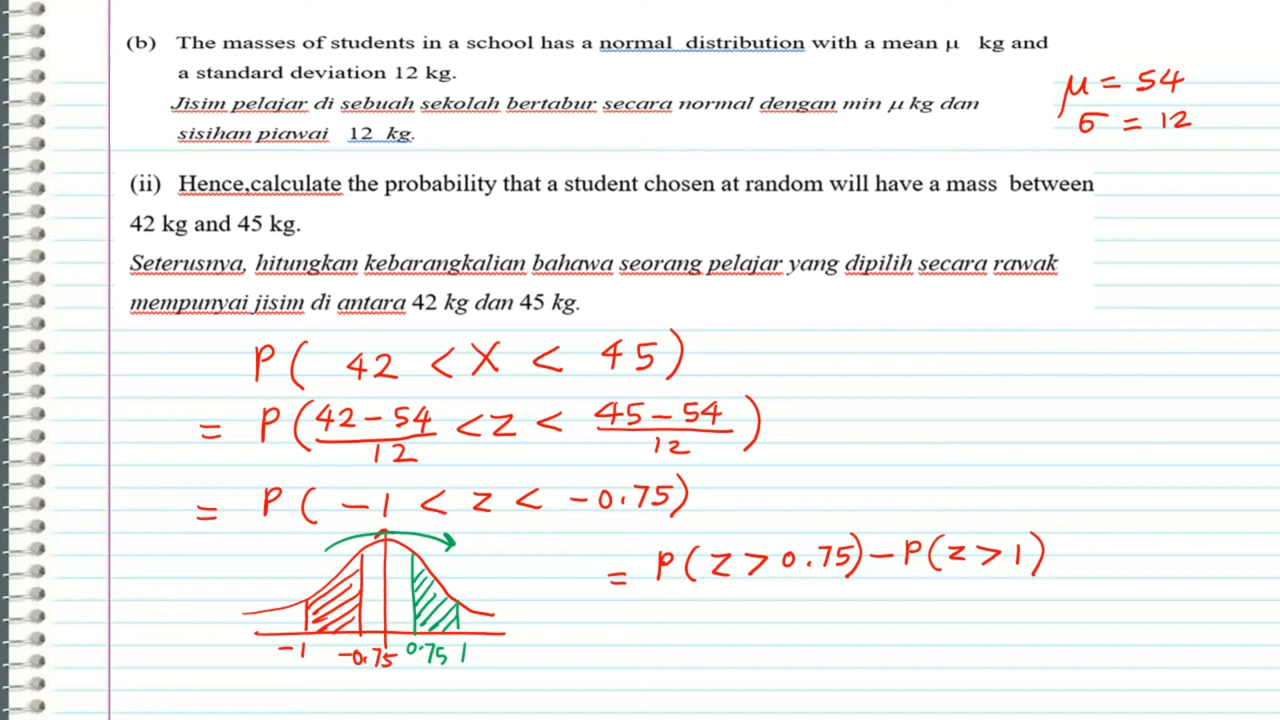 (b) The masses of students in a school has a normal distribution with a mean μ kg and
a standard deviation 12 kg.
Jisim pelajar di sebuah sekolah bertabur secara normal dengan min μ kg dan
sisihan piawai 12 kg.
μ = 54
σ = 12
(ii) Hence,calculate the probability that a student chosen at random will have a mass between
42 kg and 45 kg.
Seterusnya, hitungkan kebarangkalian bahawa seorang pelajar yang dipilih secara rawak
mempunyai jisim di antara 42 kg dan 45 kg.
P( 42 < X < 45)
= P(42-54/12 < Z < 45-54/12)
= P( -1 < Z < -0.75)
= P(Z > 0.75) - P(Z > 1)
-1 -0.75 0.75 1